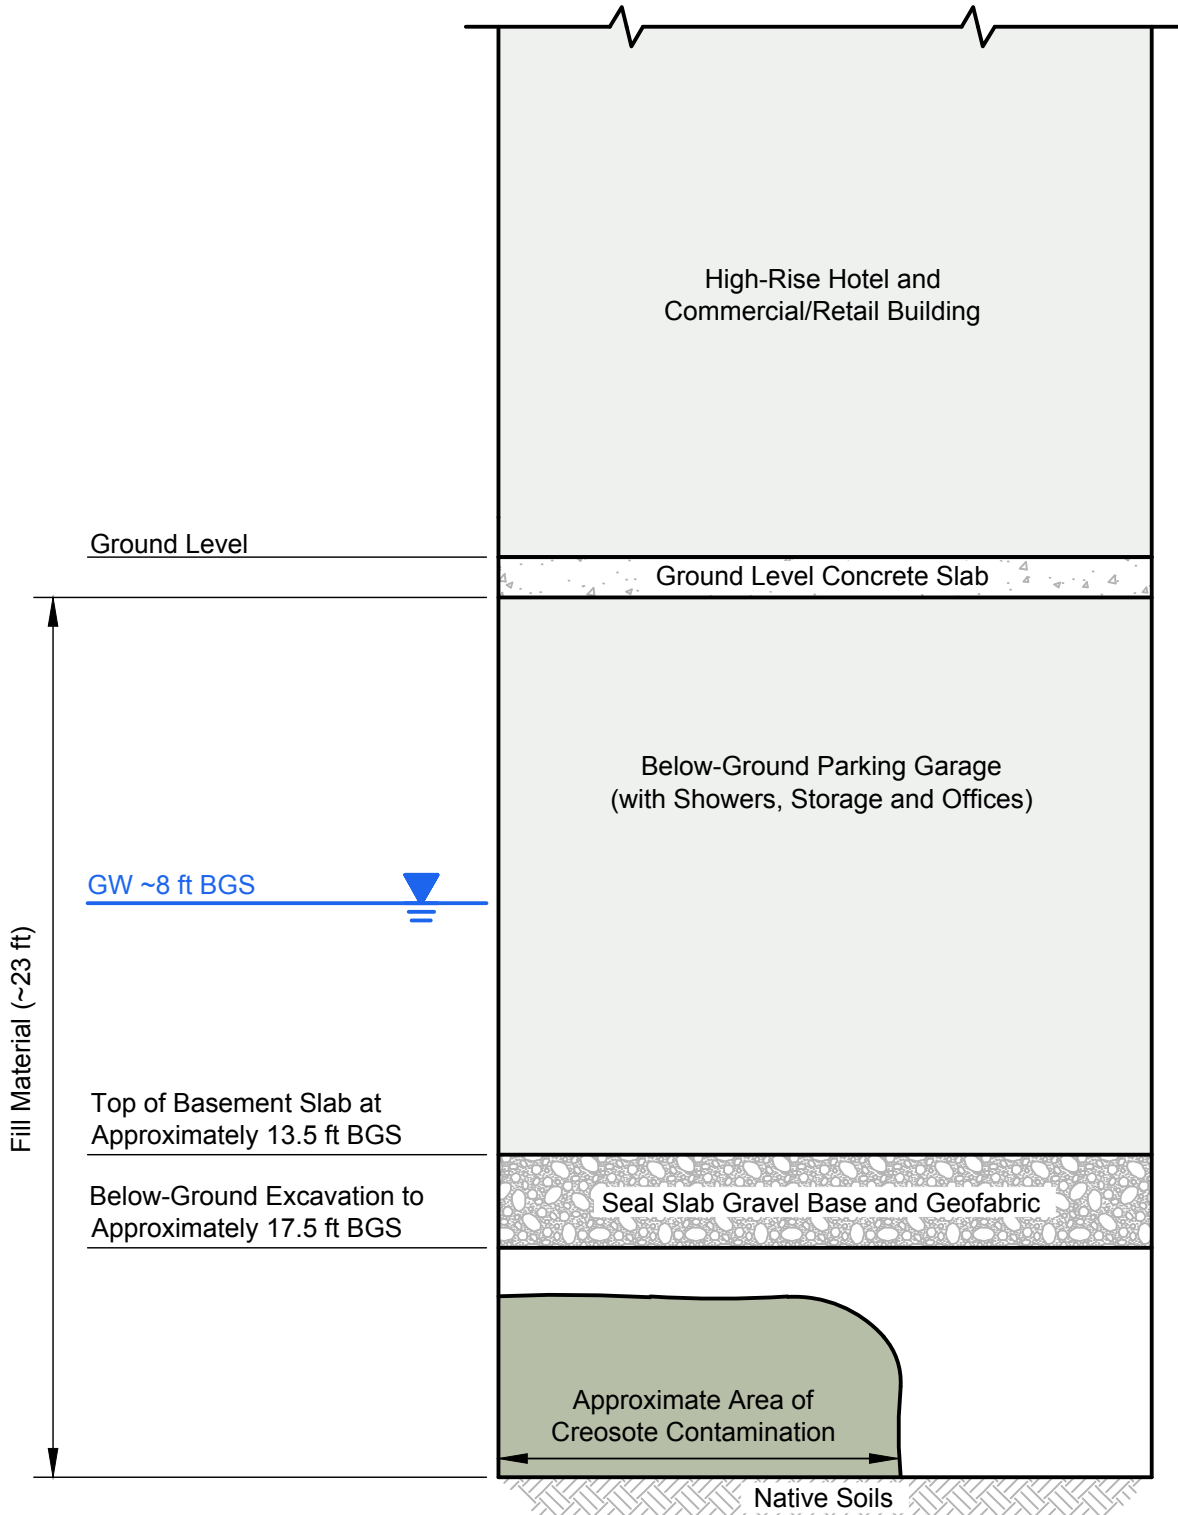 High-Rise Hotel and
Commercial/Retail Building
Ground Level
Ground Level Concrete Slab
Below-Ground Parking Garage
(with Showers, Storage and Offices)
GW ~8 ft BGS
Fill Material (~23 ft)
Top of Basement Slab at
Approximately 13.5 ft BGS
Below-Ground Excavation to
Approximately 17.5 ft BGS
Seal Slab Gravel Base and Geofabric
Approximate Area of
Creosote Contamination
Native Soils